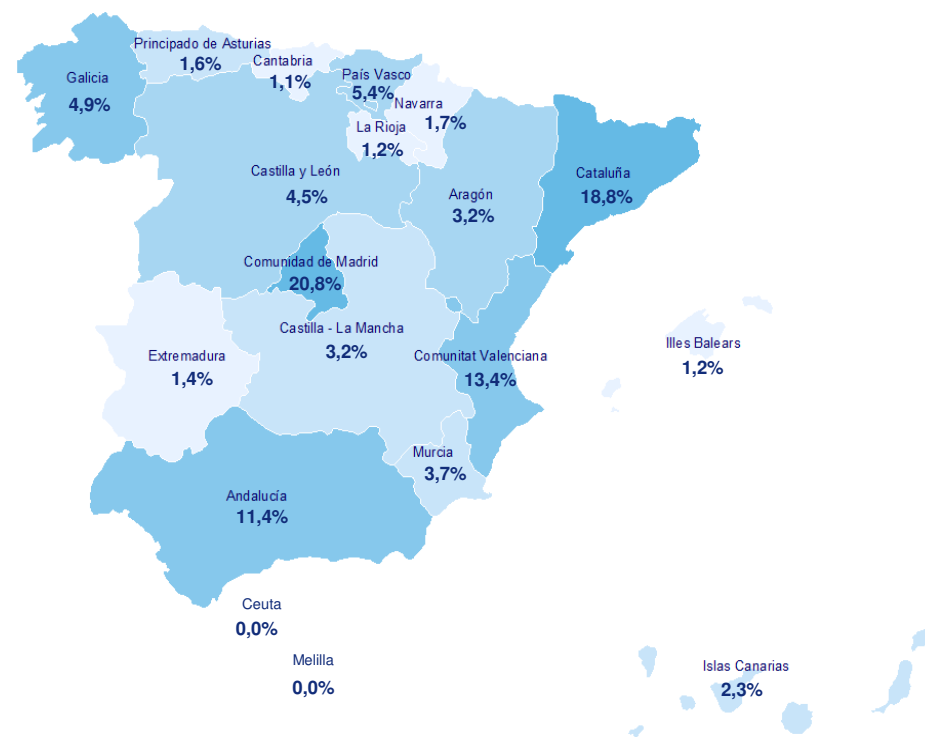 Principado de Asturias
1,6%
Cantabria
1,1%
País Vasco
5,4%
Galicia
4,9%
Navarra
1,7%
La Rioja
1,2%
Castilla y León
4,5%
Aragón
3,2%
Cataluña
18,8%
Comunidad de Madrid
20,8%
Castilla - La Mancha
3,2%
Extremadura
1,4%
Comunitat Valenciana
13,4%
Illes Balears
1,2%
Murcia
3,7%
Andalucía
11,4%
Ceuta
0,0%
Melilla
0,0%
Islas Canarias
2,3%